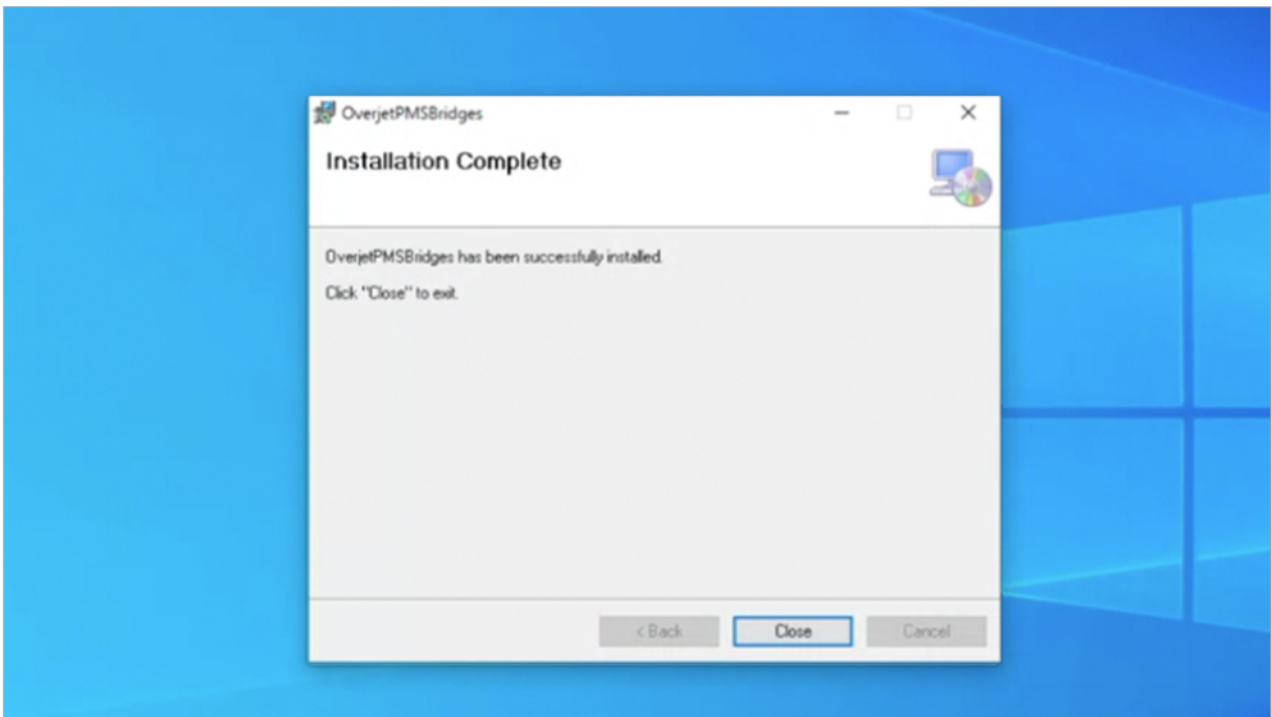 OverjetPMSBridges
Installation Complete
OverjetPMSBridges has been successfully installed.
Click "Close" to exit.
< Back
Close
Cancel